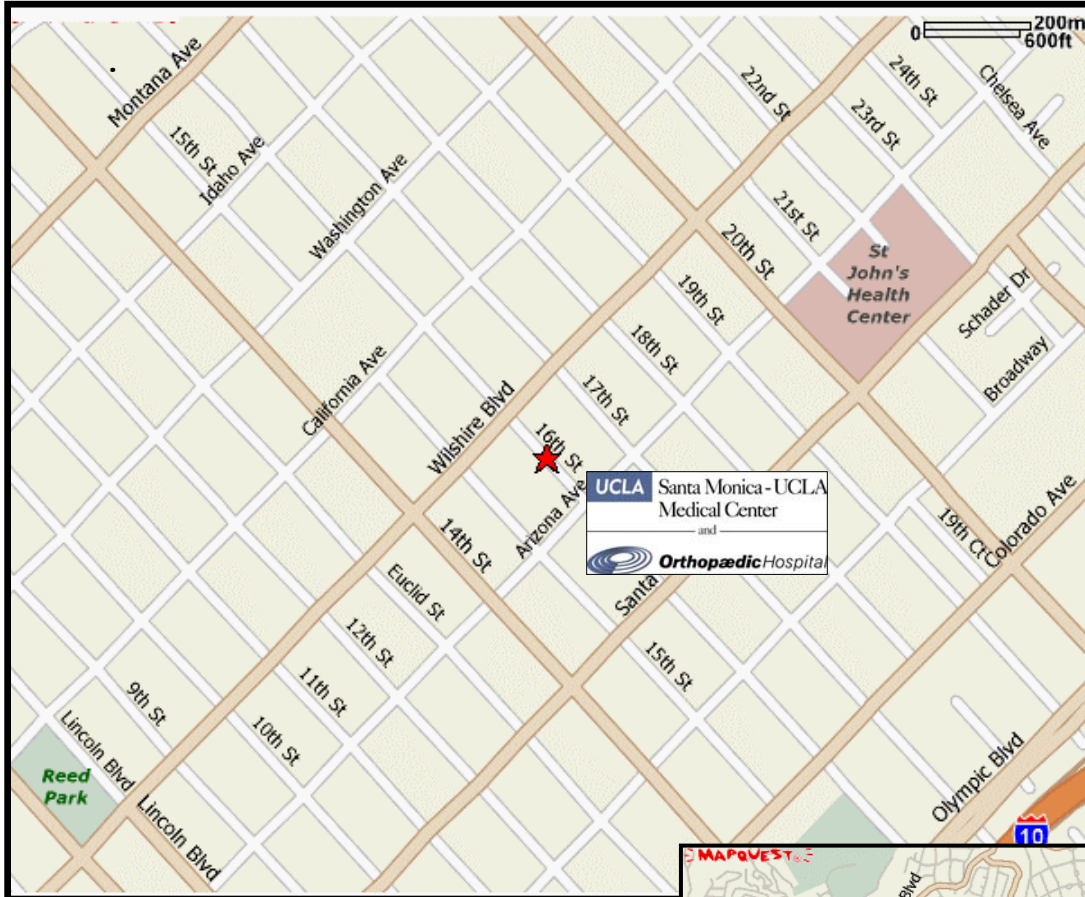 0
200m
600ft
Montana Ave
15th St
Idaho Ave
Washington Ave
22nd St
24th St
23rd St
Chelsea Ave
21st St
20th St
19th St
18th St
17th St
St
John's
Health
Center
Schader Dr
Broadway
California Ave
Wilshire Blvd
16th St
Arizona Ave
UCLA Santa Monica - UCLA
Medical Center
and
Orthopædic Hospital
14th St
Euclid St
12th St
11th St
10th St
9th St
Lincoln Blvd
Lincoln Blvd
Reed
Park
Santa
15th St
19th Ct
Colorado Ave
Olympic Blvd
10
MAPQUEST
Blvd